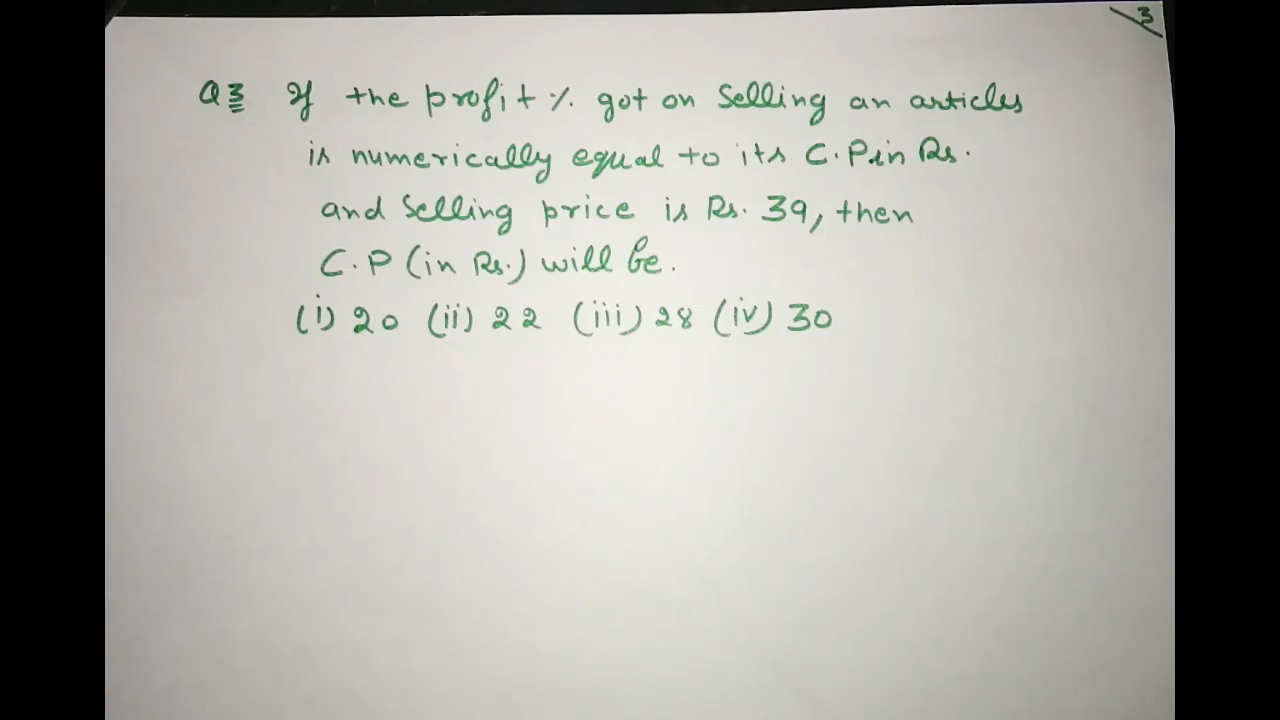 3
Q3 If the profit % got on Selling an articles
is numerically equal to its C.P in Rs.
and Selling price is Rs. 39, then
C.P (in Rs.) will be.
(i) 20 (ii) 22 (iii) 28 (iv) 30